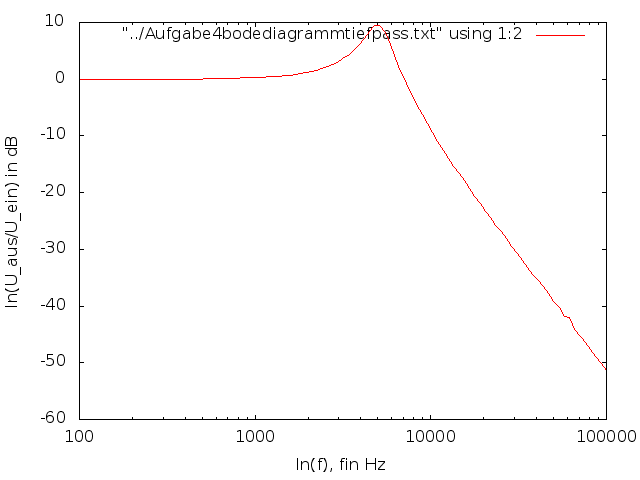 "../Aufgabe4bodediagrammtiefpass.txt" using 1:2
10
0
-10
-20
-30
-40
-50
-60
ln(U_aus/U_ein) in dB
100 1000 10000 100000
ln(f), fin Hz